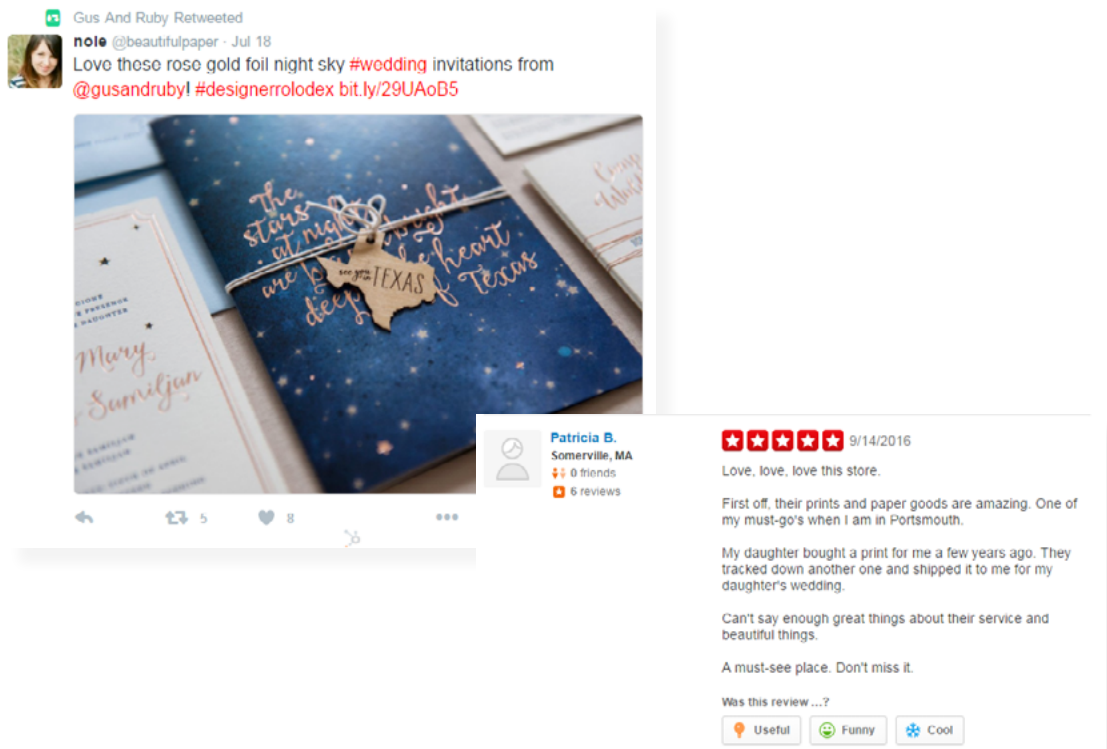 Gus And Ruby Retweeted
nole @beautifulpaper · Jul 18
Love these rose gold foil night sky #wedding invitations from
@gusandruby! #designerrolodex bit.ly/29UAoB5
The
stars
at night
are
deep
heart
Texas
see you in TEXAS
DAUGHTER
Mary
Samiljan
5
8
Patricia B.
Somerville, MA
0 friends
6 reviews
9/14/2016
Love, love, love this store.
First off, their prints and paper goods are amazing. One of
my must-go's when I am in Portsmouth.
My daughter bought a print for me a few years ago. They
tracked down another one and shipped it to me for my
daughter's wedding.
Can't say enough great things about their service and
beautiful things.
A must-see place. Don't miss it.
Was this review ...?
Useful
Funny
Cool